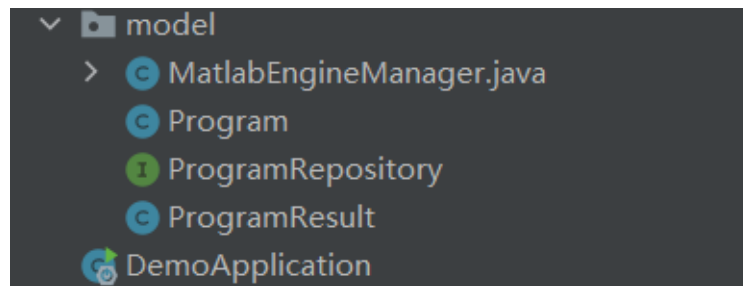 model
MatlabEngineManager.java
Program
ProgramRepository
ProgramResult
DemoApplication